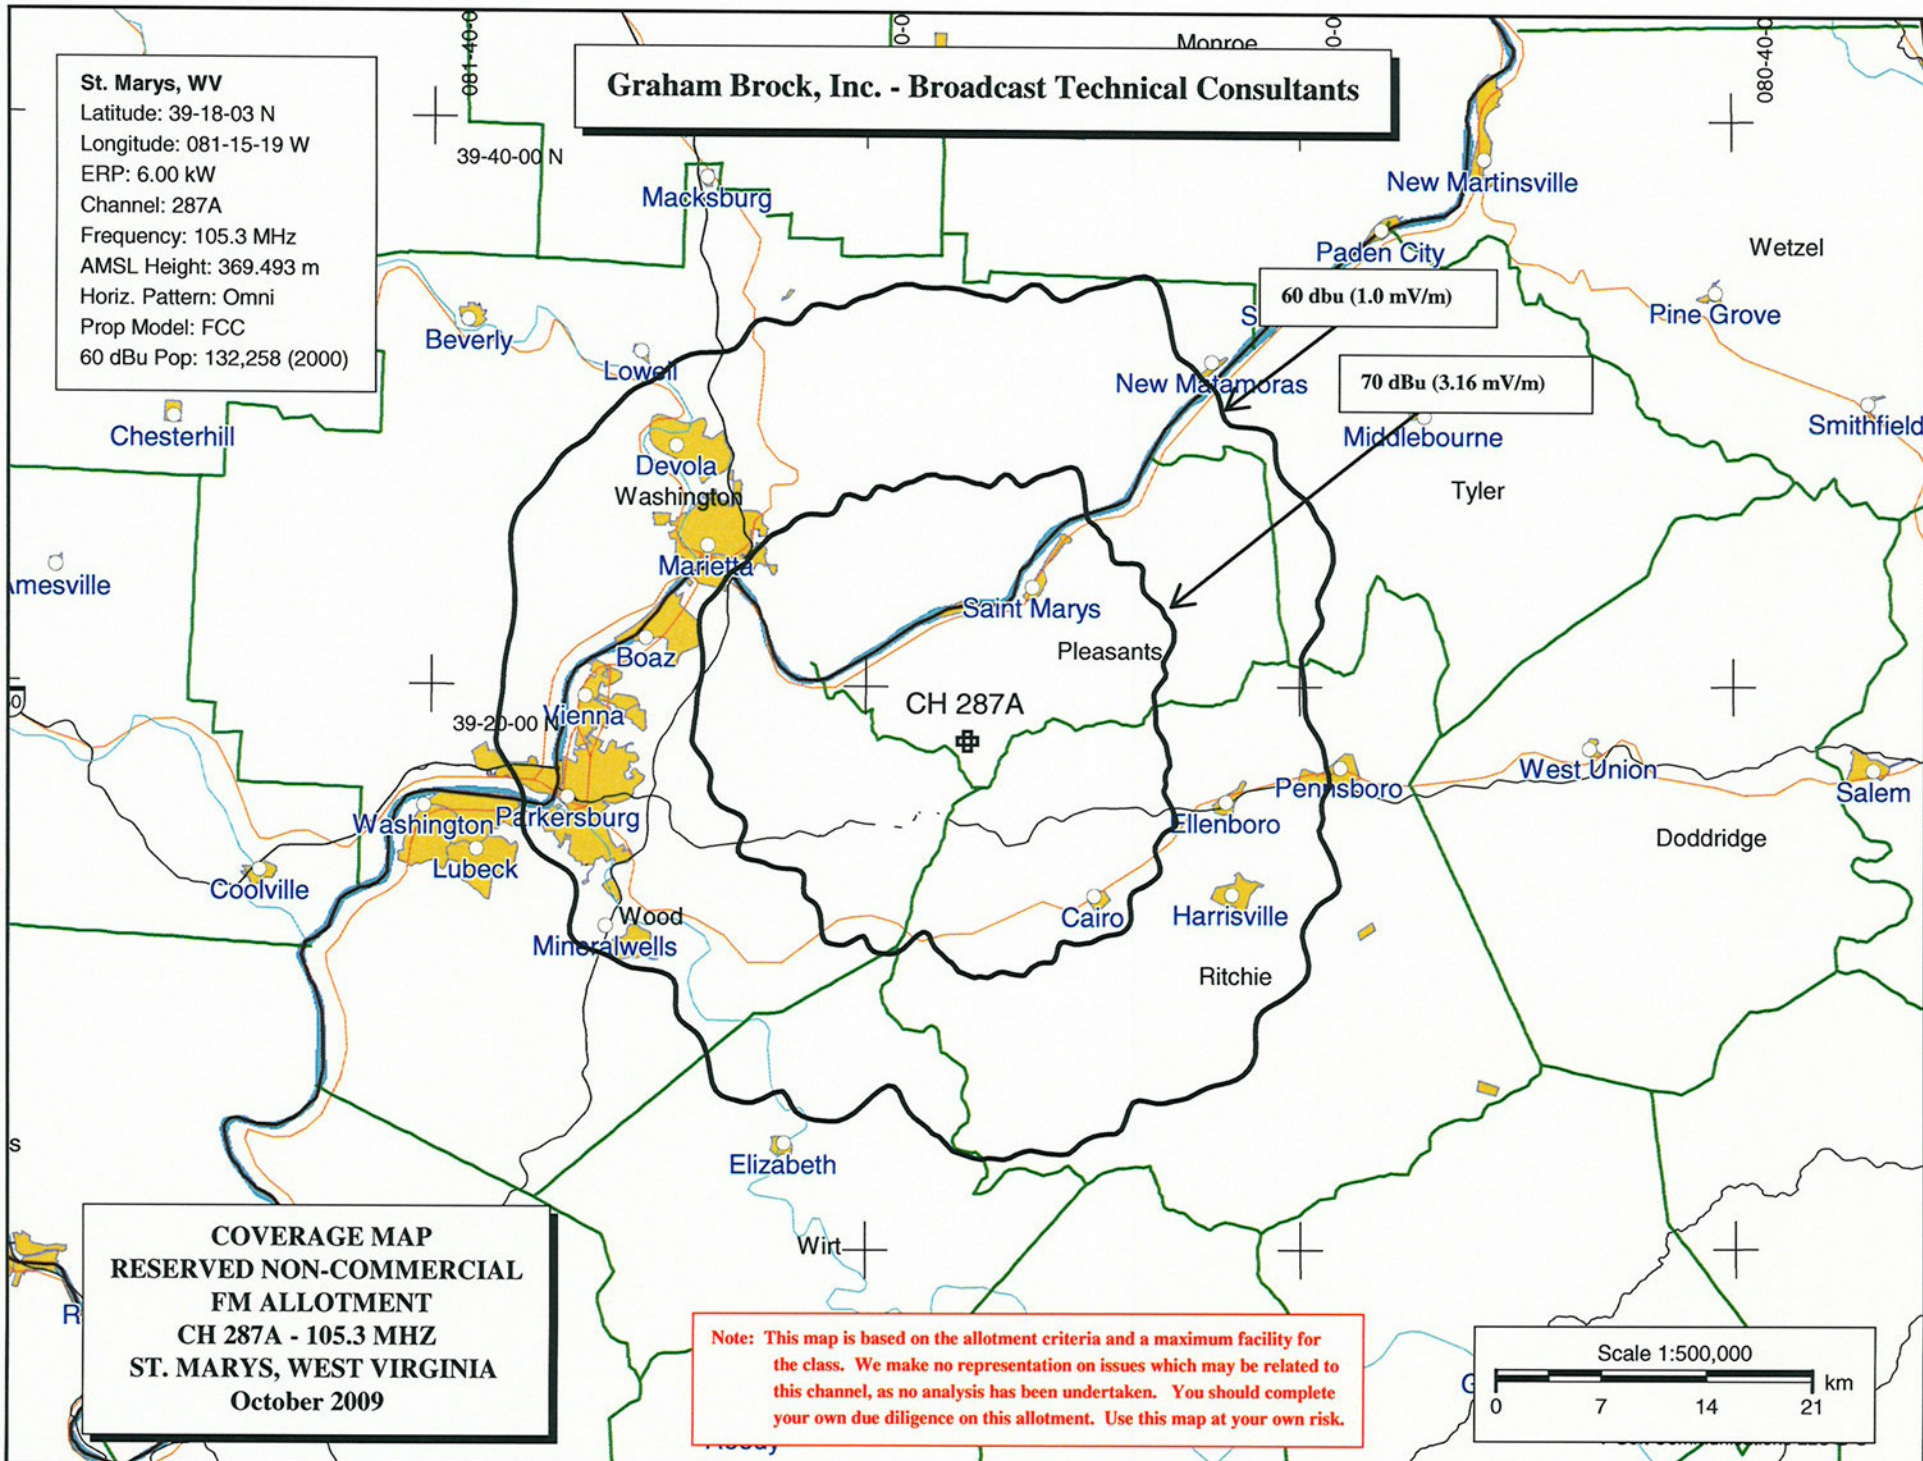 081-40-0
0-0
Monroe
0-0
080-40-0
St. Marys, WV
Latitude: 39-18-03 N
Longitude: 081-15-19 W
ERP: 6.00 kW
Channel: 287A
Frequency: 105.3 MHz
AMSL Height: 369.493 m
Horiz. Pattern: Omni
Prop Model: FCC
60 dBu Pop: 132,258 (2000)
Graham Brock, Inc. - Broadcast Technical Consultants
39-40-00 N
Macksburg
New Martinsville
Paden City
Wetzel
60 dbu (1.0 mV/m)
S
Pine Grove
Beverly
Lowell
New Matamoras
70 dBu (3.16 mV/m)
Chesterhill
Middlebourne
Smithfield
Devola
Washington
Tyler
Marietta
Amesville
Saint Marys
Boaz
Pleasants
CH 287A
Vienna
39-20-00 N
West Union
Pennsboro
Salem
Washington
Parkersburg
Ellenboro
Doddridge
Lubeck
Coolville
Wood
Cairo
Harrisville
Mineralwells
Ritchie
s
Elizabeth
Wirt
R
COVERAGE MAP
RESERVED NON-COMMERCIAL
FM ALLOTMENT
CH 287A - 105.3 MHZ
ST. MARYS, WEST VIRGINIA
October 2009
Note: This map is based on the allotment criteria and a maximum facility for
the class. We make no representation on issues which may be related to
this channel, as no analysis has been undertaken. You should complete
your own due diligence on this allotment. Use this map at your own risk.
G
Scale 1:500,000
km
0 7 14 21